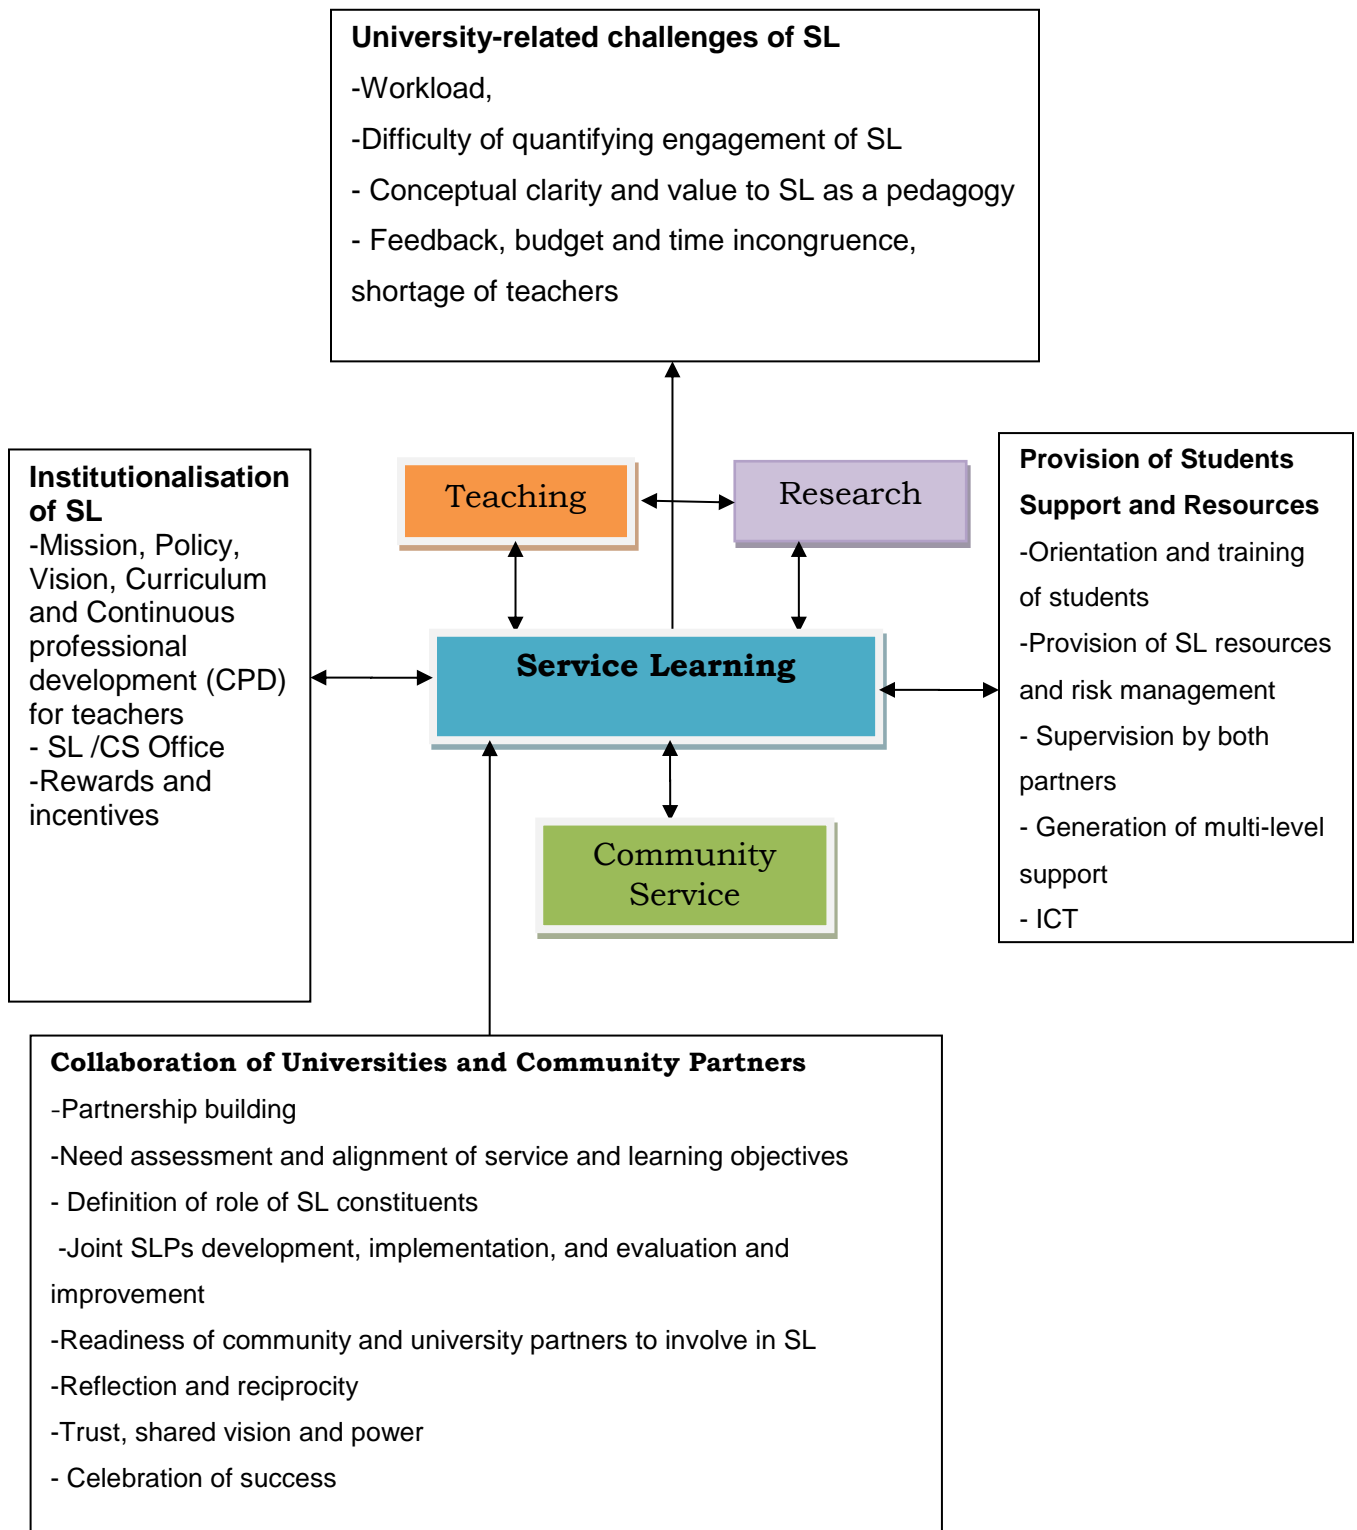 University-related challenges of SL
-Workload,
-Difficulty of quantifying engagement of SL
- Conceptual clarity and value to SL as a pedagogy
- Feedback, budget and time incongruence,
shortage of teachers
Institutionalisation
of SL
-Mission, Policy,
Vision, Curriculum
and Continuous
professional
development (CPD)
for teachers
- SL /CS Office
-Rewards and
incentives
Teaching
Research
Service Learning
Community
Service
Provision of Students
Support and Resources
-Orientation and training
of students
-Provision of SL resources
and risk management
- Supervision by both
partners
- Generation of multi-level
support
- ICT
Collaboration of Universities and Community Partners
-Partnership building
-Need assessment and alignment of service and learning objectives
- Definition of role of SL constituents
-Joint SLPs development, implementation, and evaluation and
improvement
-Readiness of community and university partners to involve in SL
-Reflection and reciprocity
-Trust, shared vision and power
- Celebration of success